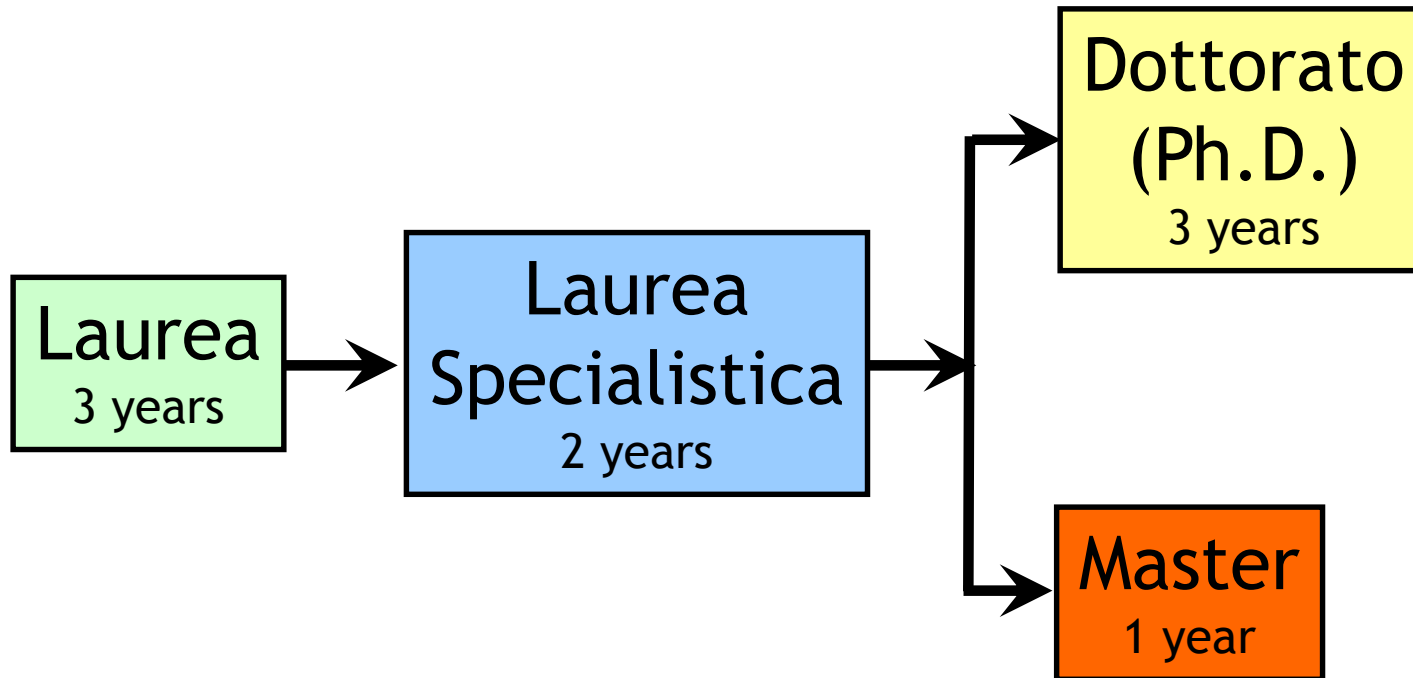 Laurea
3 years
Laurea
Specialistica
2 years
Dottorato
(Ph.D.)
3 years
Master
1 year